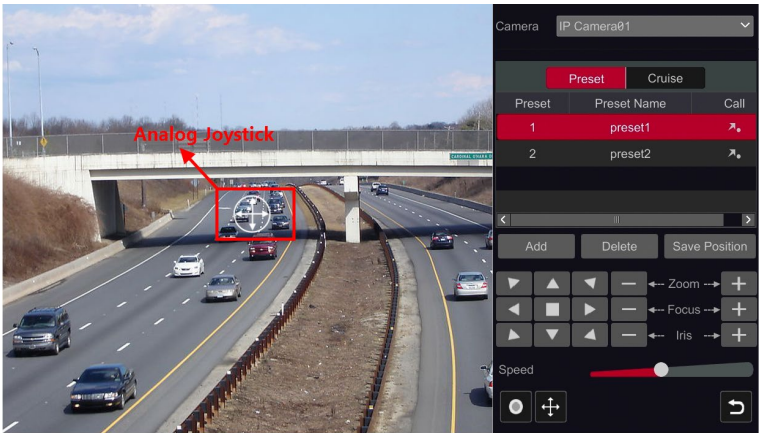 Camera IP Camera01
Preset Cruise
Preset Preset Name Call
1 preset1
2 preset2
Analog Joystick
Add Delete Save Position
Zoom
Focus
Iris
Speed